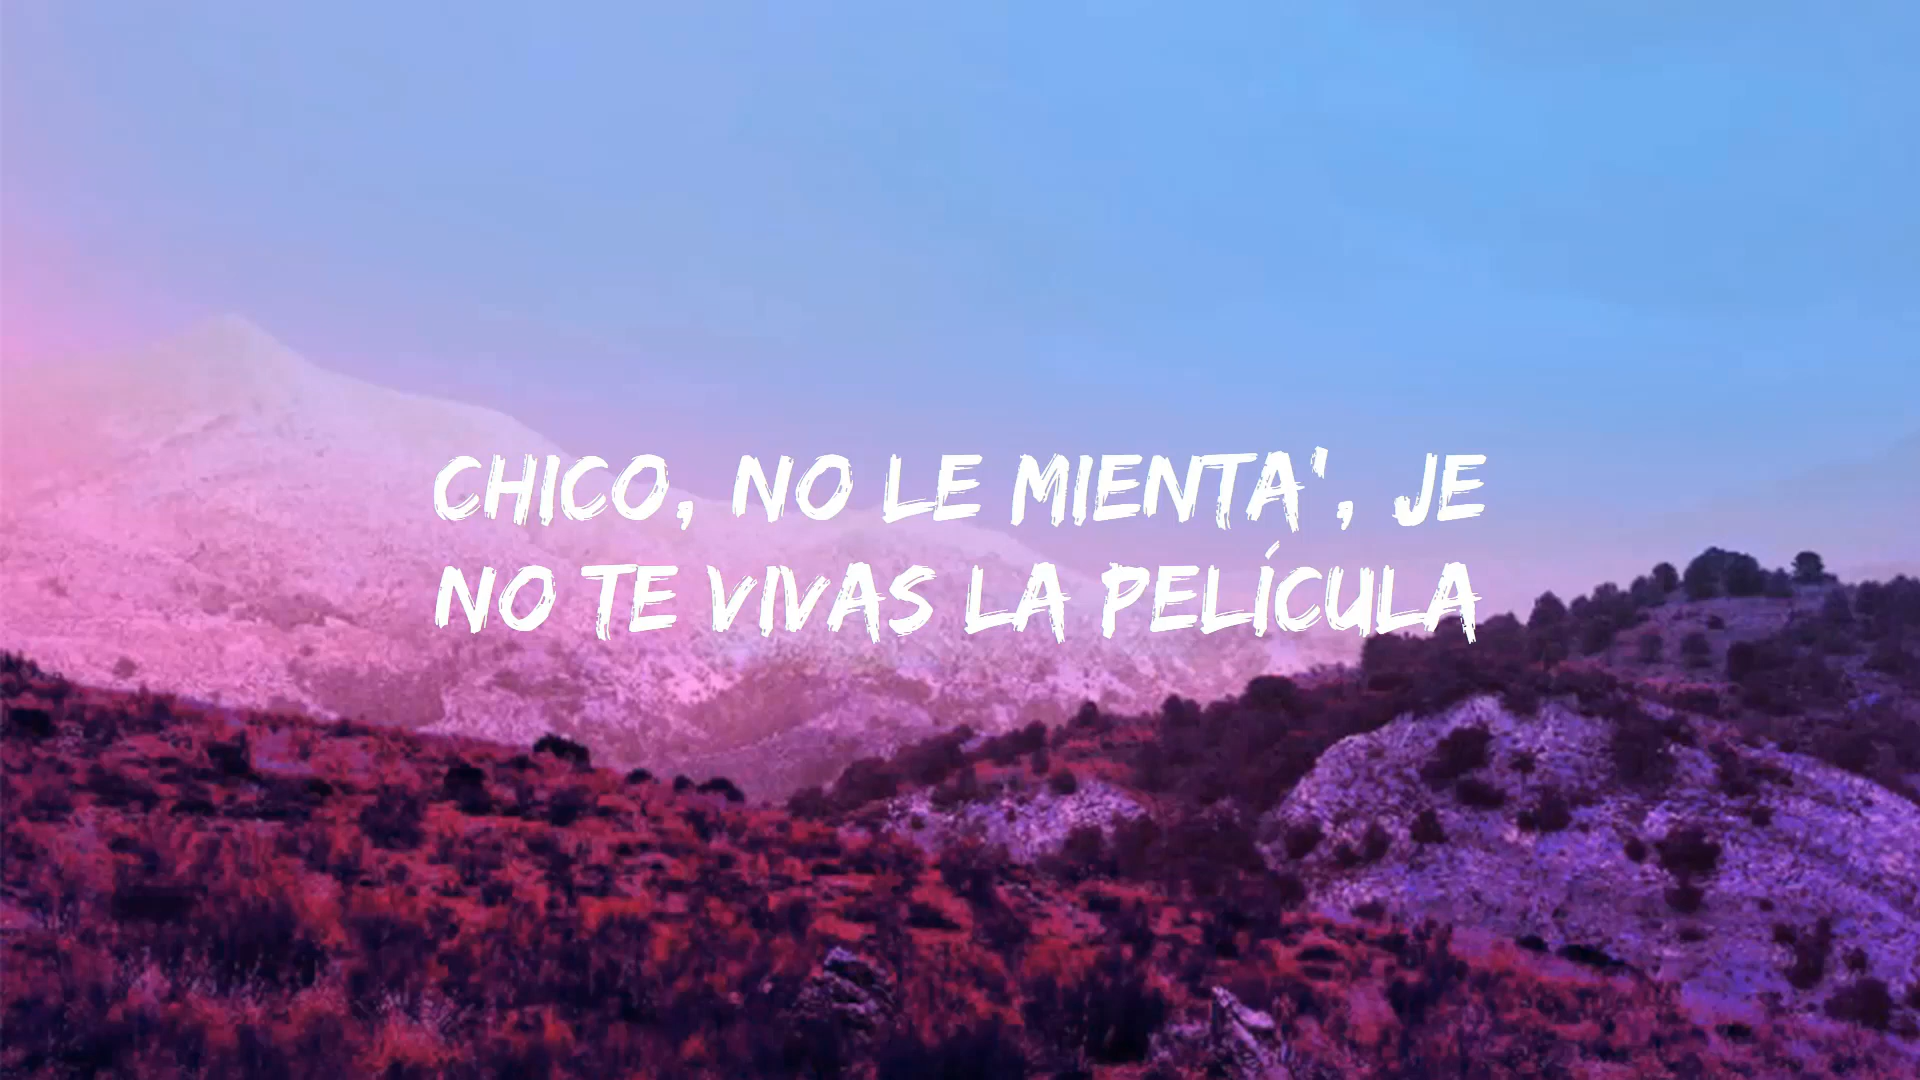 CHICO, NO LE MIENTA', JE
NO TE VIVAS LA PELÍCULA